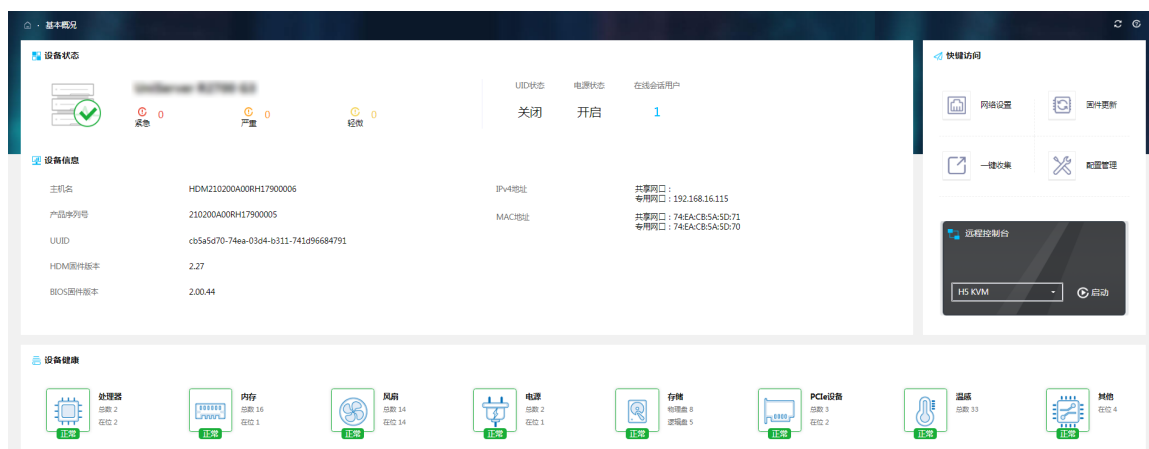 · 基本概况
设备状态
紧急 0
严重 0
轻微 0
UID状态 电源状态 在线会话用户
关闭 开启 1
设备信息
主机名 HDM210200A00RH17900006
产品序列号 210200A00RH17900005
UUID cb5a5d70-74ea-03d4-b311-741d96684791
HDM固件版本 2.27
BIOS固件版本 2.00.44
IPv4地址 共享网口：
专用网口：192.168.16.115
MAC地址 共享网口：74:EA:CB:5A:5D:71
专用网口：74:EA:CB:5A:5D:70
快键访问
网络设置 固件更新
一键收集 配置管理
远程控制台
H5 KVM 启动
设备健康
处理器
总数 2
在位 2
正常
内存
总数 16
在位 1
正常
风扇
总数 14
在位 14
正常
电源
总数 2
在位 1
正常
存储
物理盘 8
逻辑盘 5
正常
PCIe设备
总数 3
在位 2
正常
温感
总数 33
正常
其他
在位 4
正常